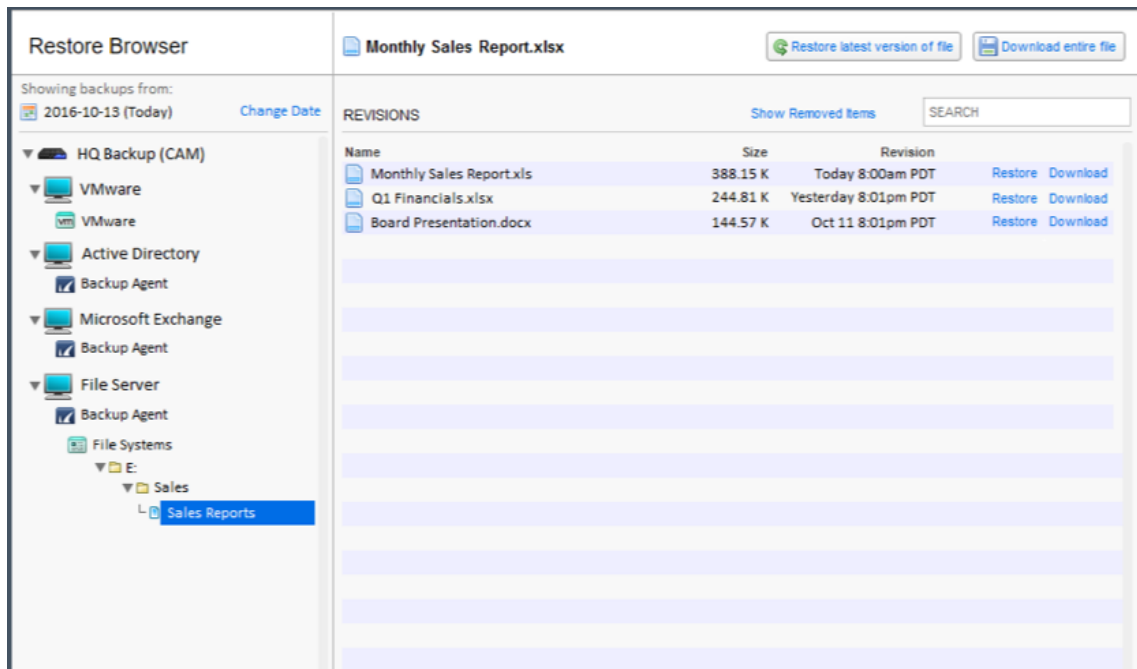 Restore Browser
Monthly Sales Report.xlsx
Restore latest version of file
Download entire file
Showing backups from:
2016-10-13 (Today)
Change Date
HQ Backup (CAM)
VMware
vm VMware
Active Directory
Backup Agent
Microsoft Exchange
Backup Agent
File Server
Backup Agent
File Systems
E:
Sales
Sales Reports
REVISIONS
Show Removed Items
SEARCH
Name Size Revision
Monthly Sales Report.xls 388.15 K Today 8:00am PDT Restore Download
Q1 Financials.xlsx 244.81 K Yesterday 8:01pm PDT Restore Download
Board Presentation.docx 144.57 K Oct 11 8:01pm PDT Restore Download